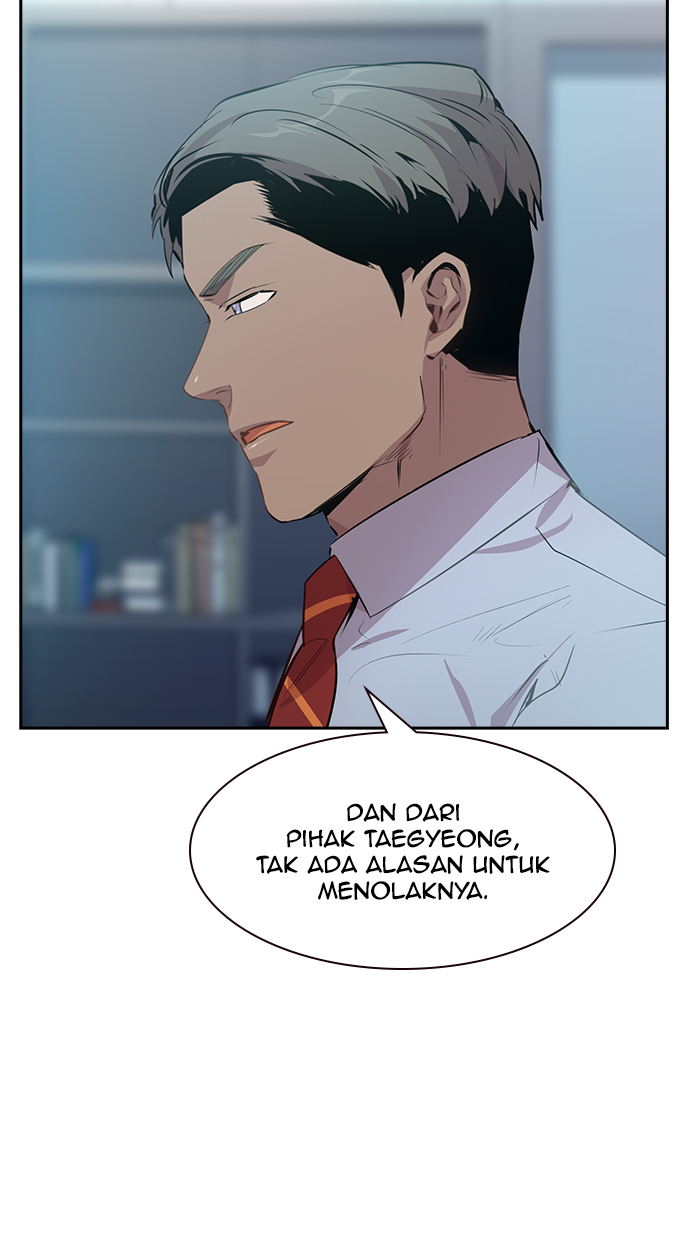 DAN DARI
PIHAK TAEGYEONG,
TAK ADA ALASAN UNTUK
MENOLAKNYA.